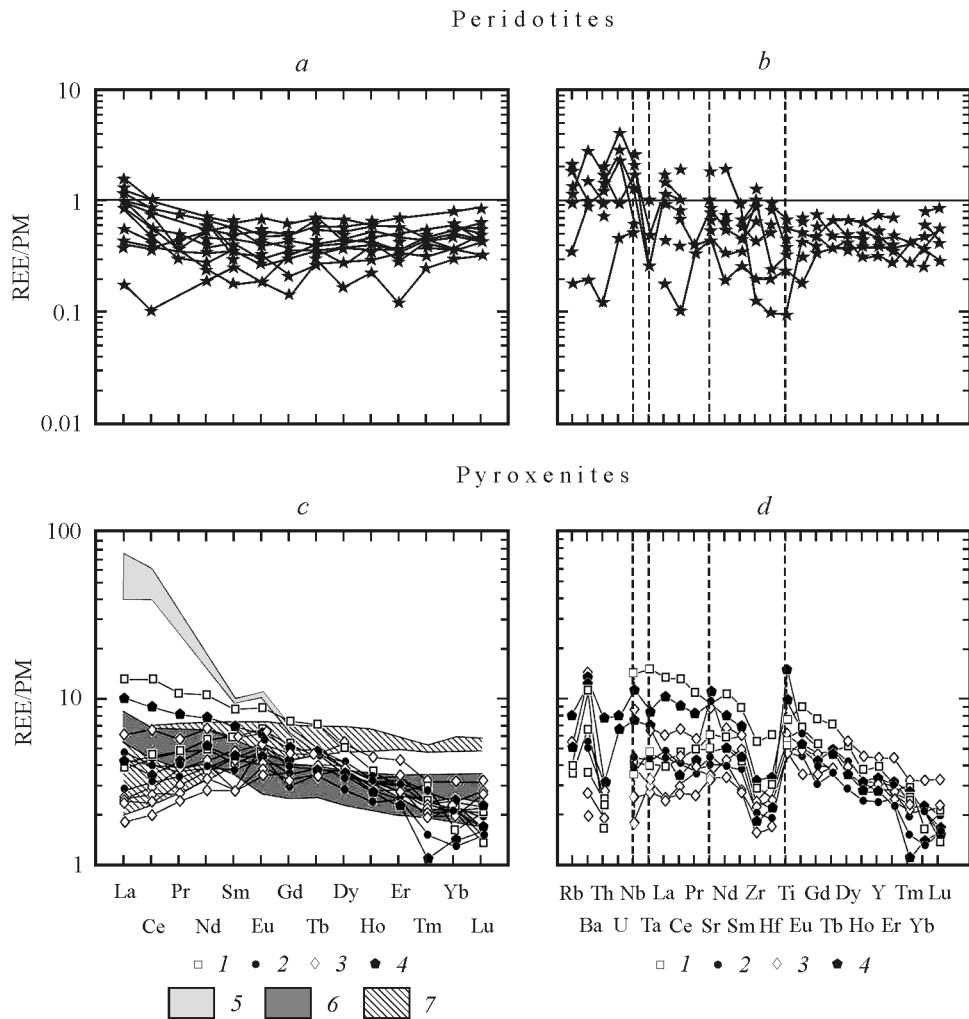 Peridotites
a
b
REE/PM
10
1
0.1
0.01
Pyroxenites
c
d
REE/PM
100
10
1
La Pr Sm Gd Dy Er Yb
Ce Nd Eu Tb Ho Tm Lu
Rb Th Nb La Pr Nd Zr Ti Gd Dy Y Tm Lu
Ba U Ta Ce Sr Sm Hf Eu Tb Ho Er Yb
1 2 3 4
1 2 3 4
5 6 7